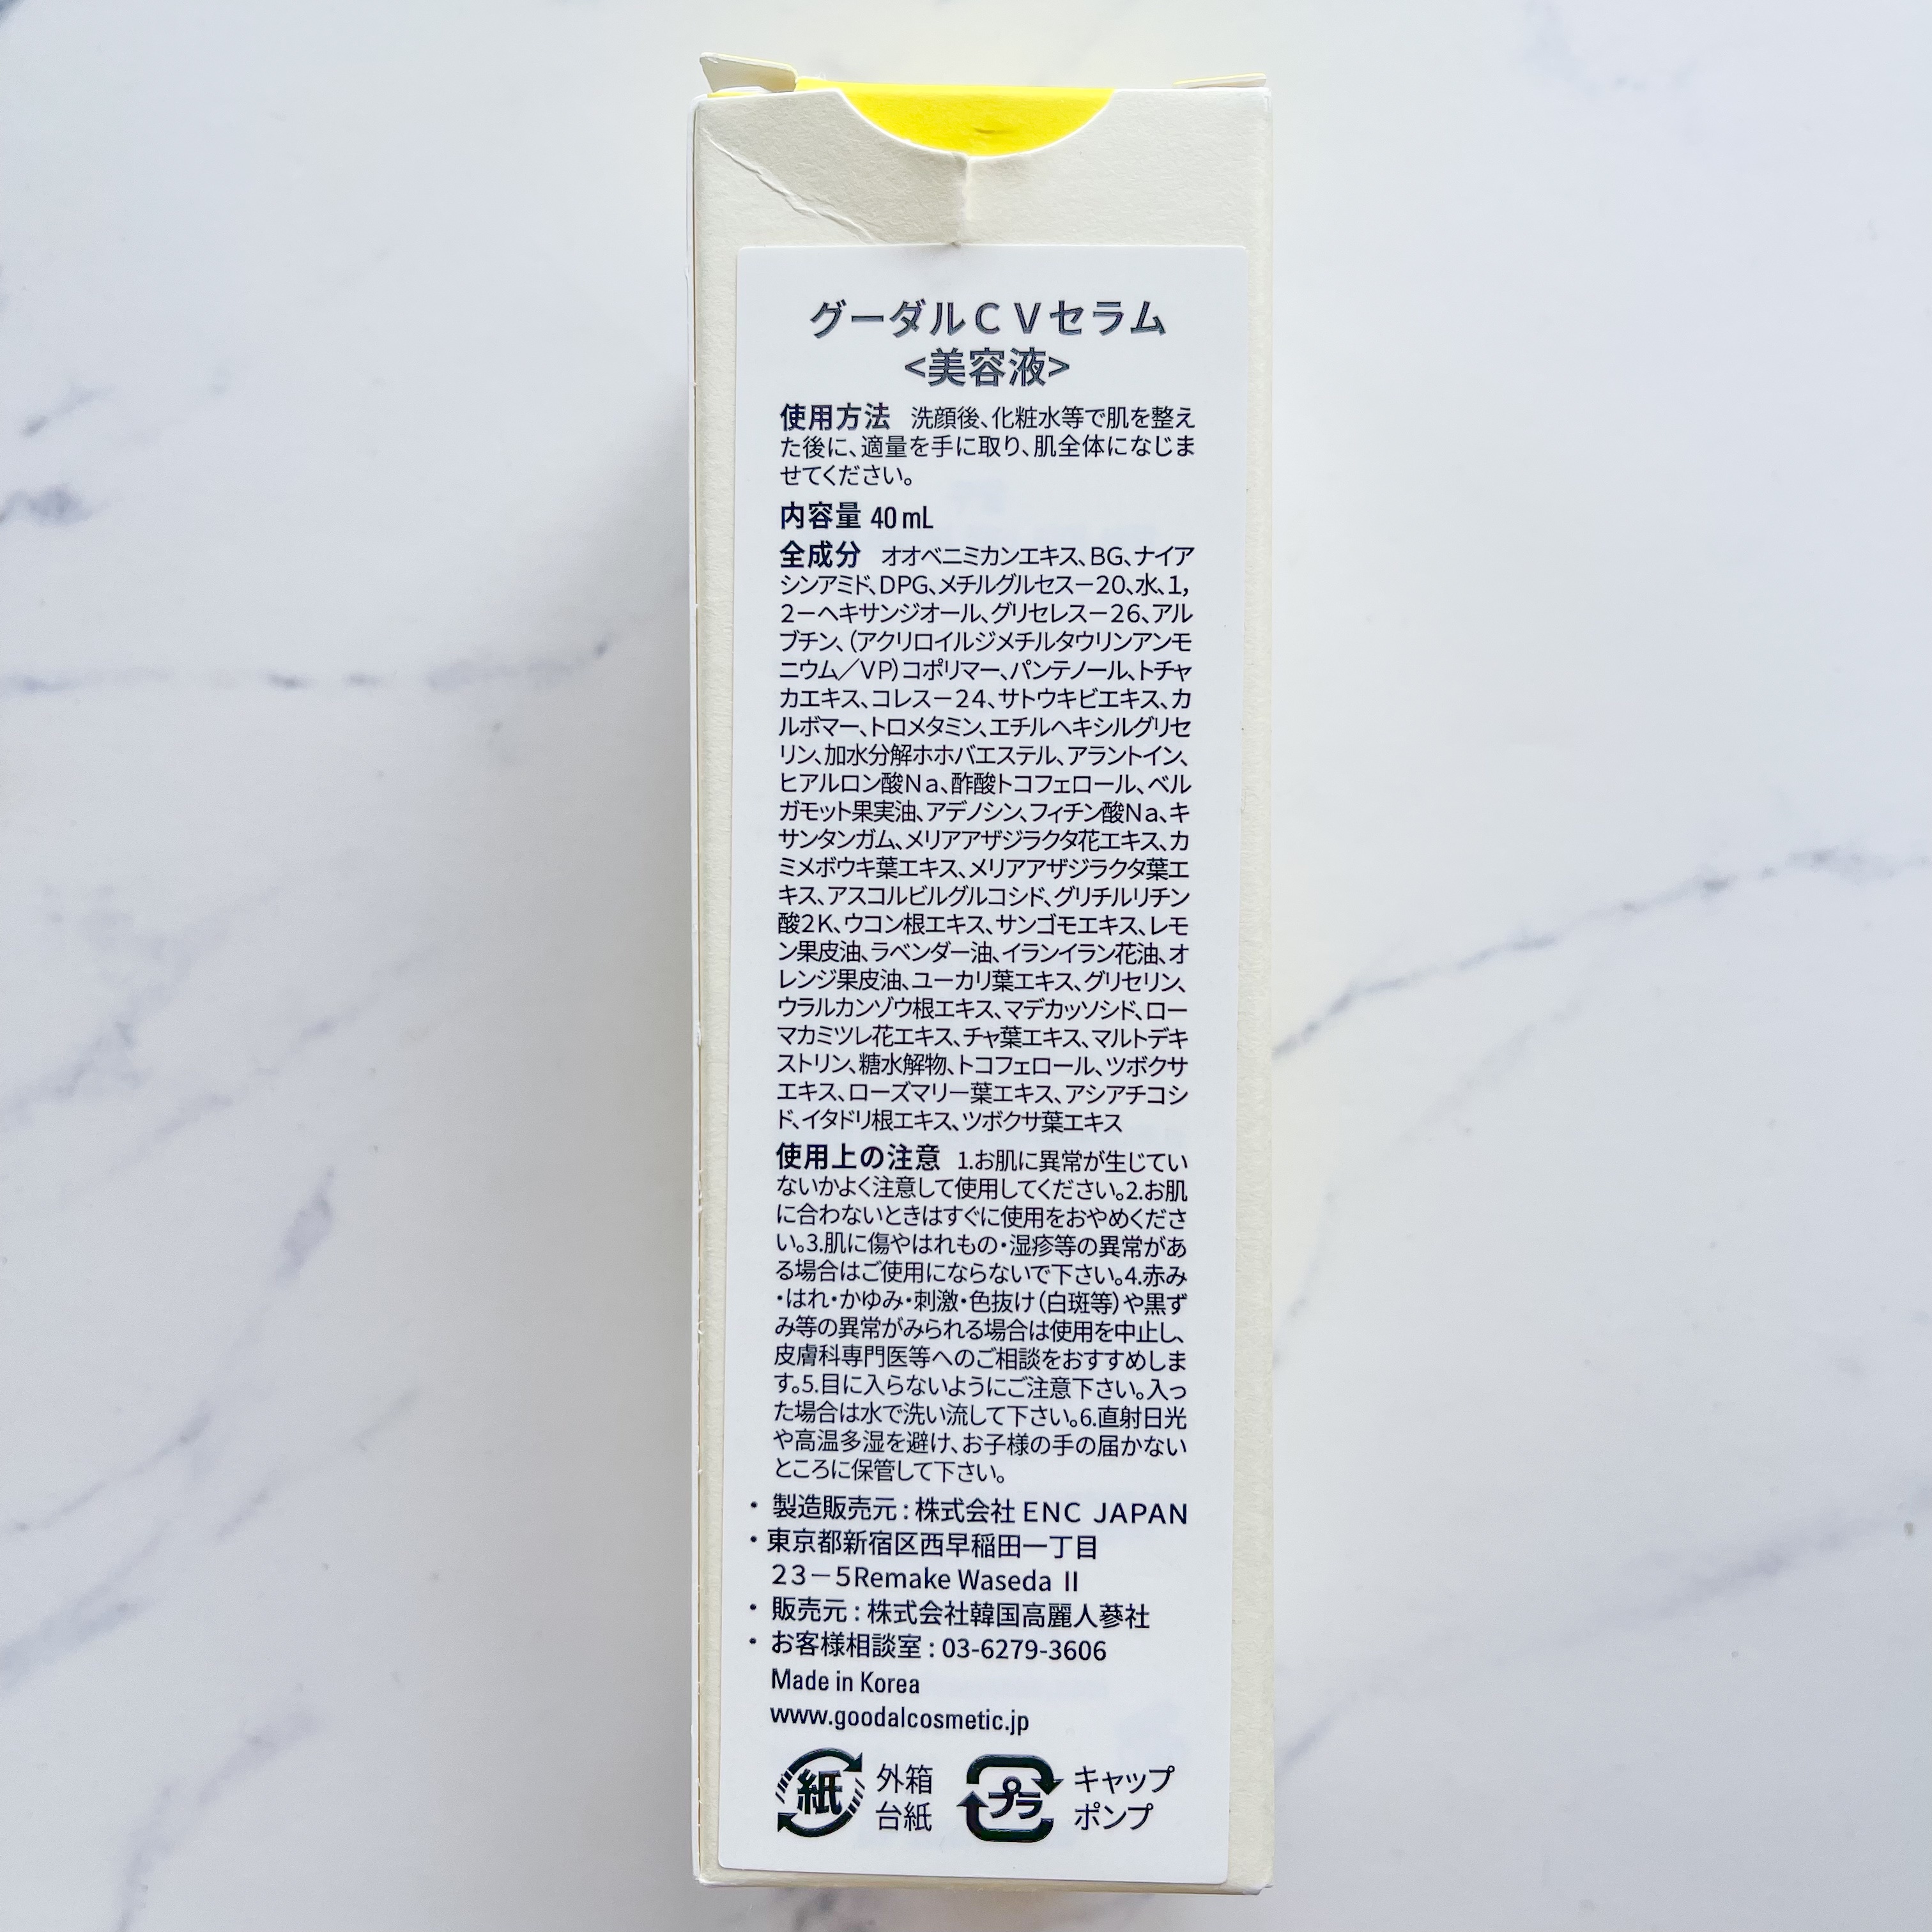 グーダルＣＶセラム
<美容液>
使用方法 洗顔後、化粧水等で肌を整え
た後に、適量を手に取り、肌全体になじま
せてください。
内容量 40mL
全成分 オオベニミカンエキス、BG、ナイア
シンアミド、DPG、メチルグルセス－20、水、1,
2－ヘキサンジオール、グリセレス－26、アル
ブチン、（アクリロイルジメチルタウリンアンモ
ニウム／VP）コポリマー、パンテノール、トチャ
カエキス、コレス－24、サトウキビエキス、カ
ルボマー、トロメタミン、エチルヘキシルグリセ
リン、加水分解ホホバエステル、アラントイン、
ヒアルロン酸Na、酢酸トコフェロール、ベル
ガモット果実油、アデノシン、フィチン酸Na、キ
サンタンガム、メリアアザジラクタ花エキス、カ
ミメボウキ葉エキス、メリアアザジラクタ葉エ
キス、アスコルビルグルコシド、グリチルリチン
酸2K、ウコン根エキス、サンゴモエキス、レモ
ン果皮油、ラベンダー油、イランイラン花油、オ
レンジ果皮油、ユーカリ葉エキス、グリセリン、
ウラルカンゾウ根エキス、マデカッソシド、ロー
マカミツレ花エキス、チャ葉エキス、マルトデキ
ストリン、糖水解物、トコフェロール、ツボクサ
エキス、ローズマリー葉エキス、アシアチコシ
ド、イタドリ根エキス、ツボクサ葉エキス
使用上の注意 1.お肌に異常が生じてい
ないかよく注意して使用してください。2.お肌
に合わないときはすぐに使用をおやめくださ
い。3.肌に傷やはれもの・湿疹等の異常があ
る場合はご使用にならないで下さい。4.赤み
・はれ・かゆみ・刺激・色抜け（白斑等）や黒ず
み等の異常がみられる場合は使用を中止し、
皮膚科専門医等へのご相談をおすすめしま
す。5.目に入らないようにご注意下さい。入っ
た場合は水で洗い流して下さい。6.直射日光
や高温多湿を避け、お子様の手の届かない
ところに保管して下さい。
・ 製造販売元 : 株式会社 ENC JAPAN
・東京都新宿区西早稲田一丁目
23－5Remake Waseda II
・ 販売元 : 株式会社韓国高麗人蔘社
・ お客様相談室 : 03-6279-3606
Made in Korea
www.goodalcosmetic.jp
紙 外箱 プラ キャップ
台紙 ポンプ